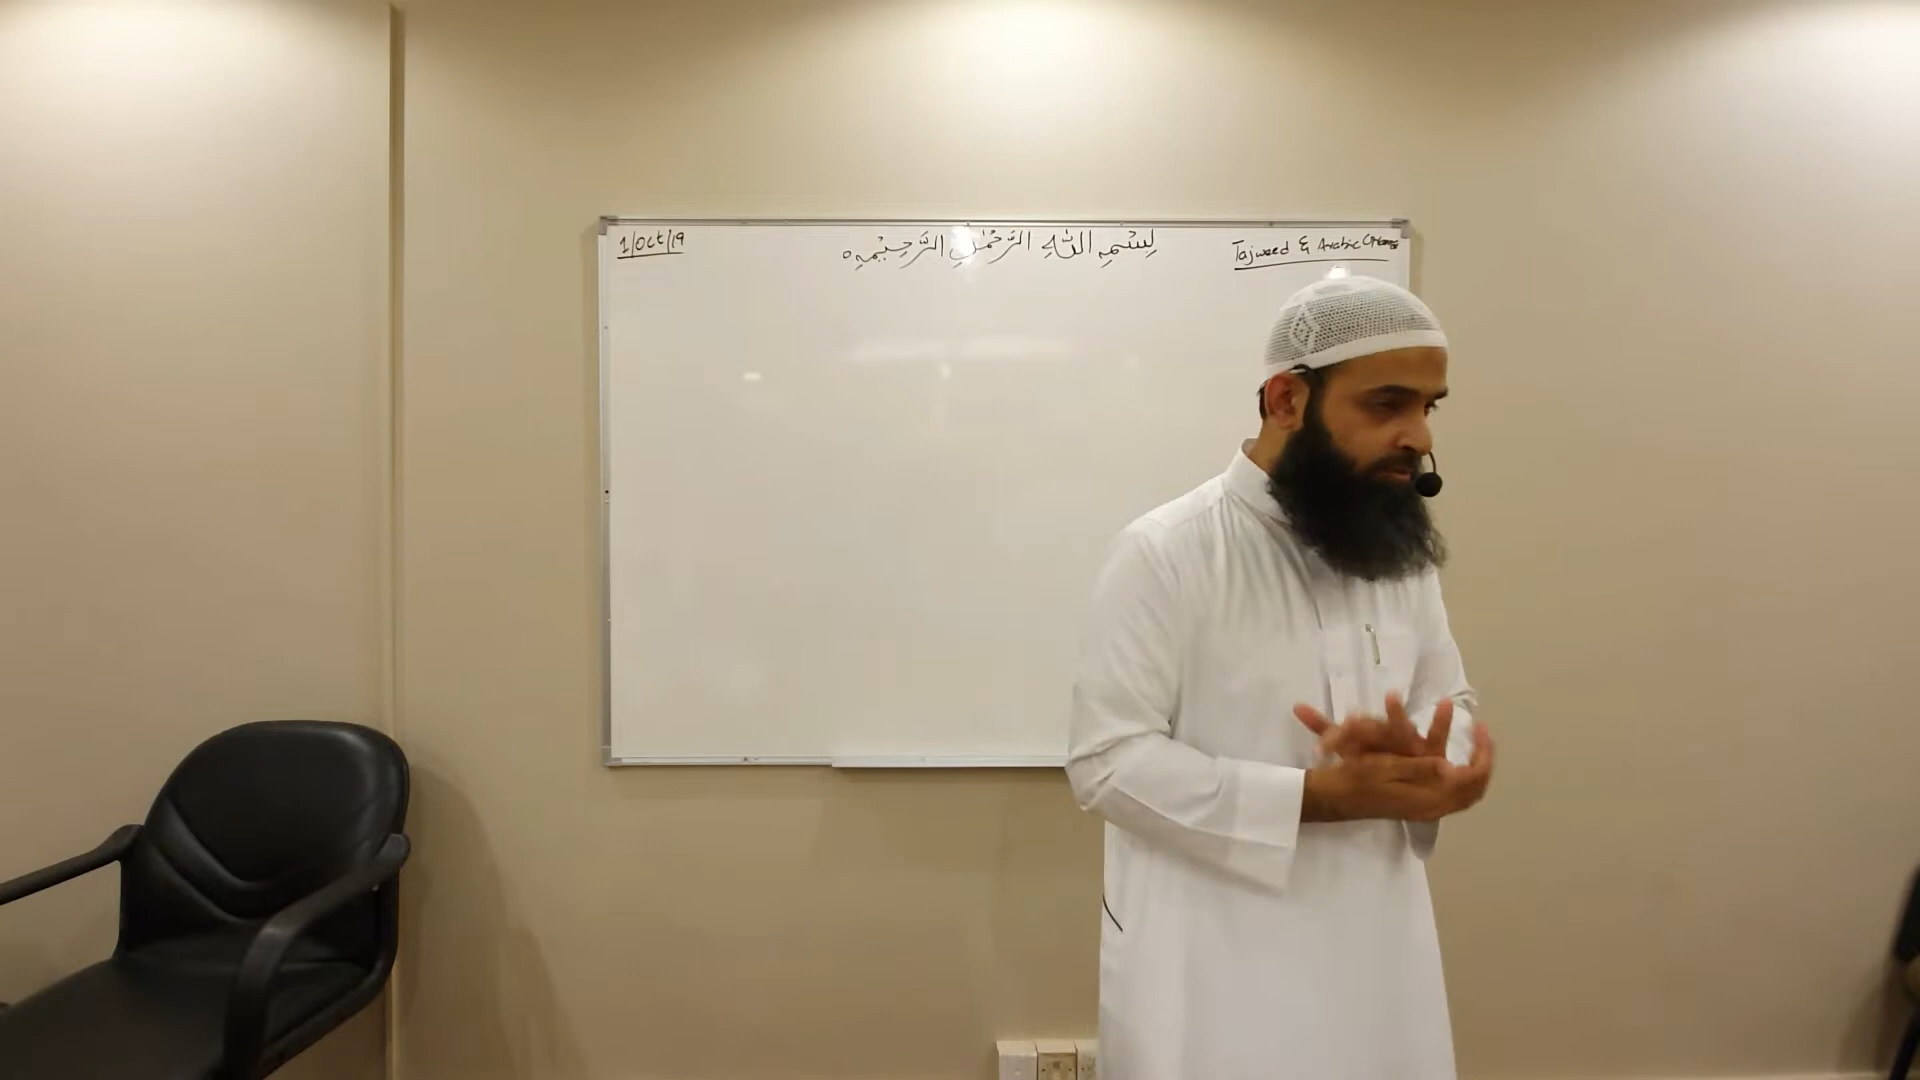 1/Oct/19
بِسْمِ اللّٰهِ الرَّحْمٰنِ الرَّحِيْمِ ه
Tajweed & Arabic